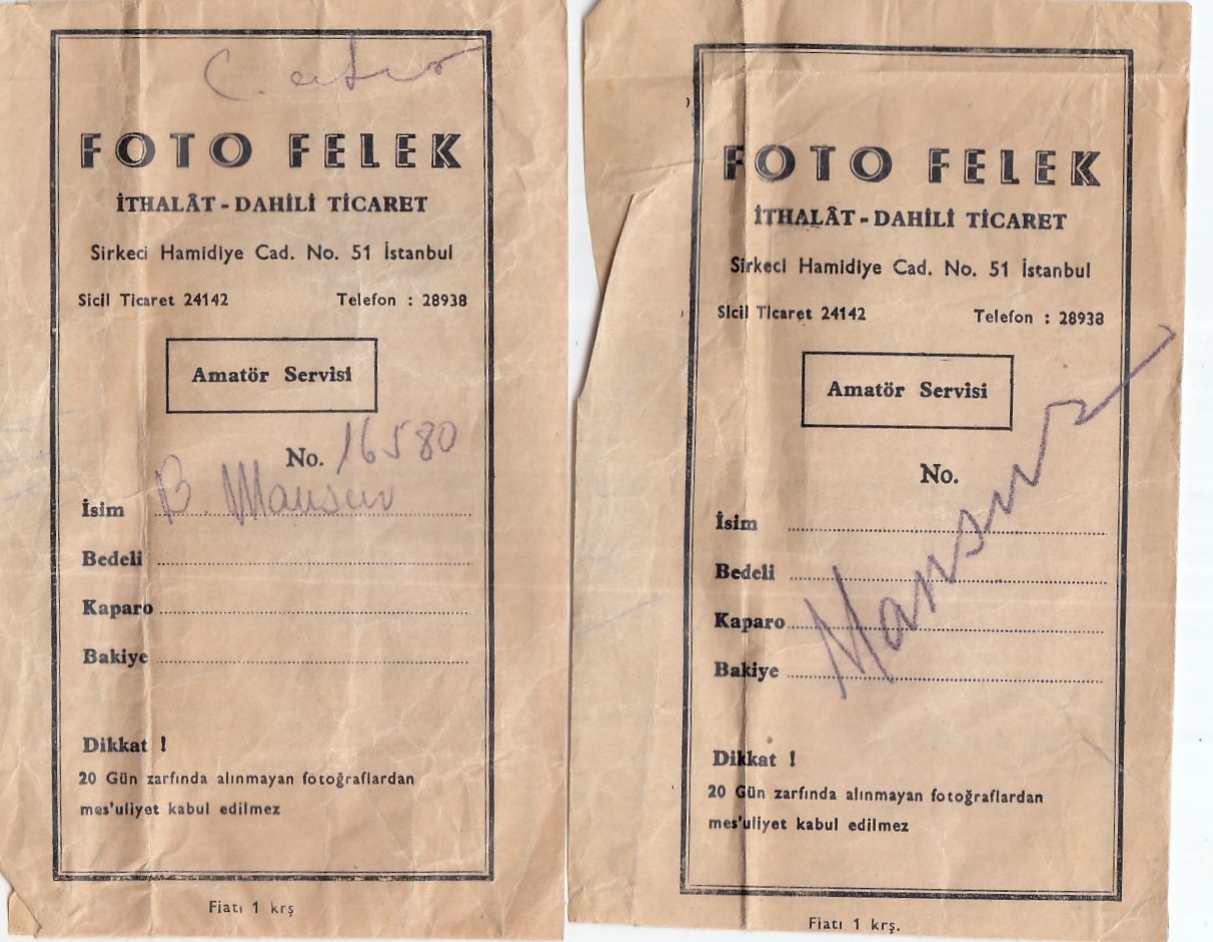 FOTO FELEK
İTHALÂT - DAHİLİ TİCARET
Sirkeci Hamidiye Cad. No. 51 İstanbul
Sicil Ticaret 24142 Telefon : 28938
Amatör Servisi
No. 16580
İsim B. Mansur
Bedeli
Kaparo
Bakiye
Dikkat !
20 Gün zarfında alınmayan fotoğraflardan
mes'uliyet kabul edilmez
Fiatı 1 krş
FOTO FELEK
İTHALÂT - DAHİLİ TİCARET
Sirkeci Hamidiye Cad. No. 51 İstanbul
Sicil Ticaret 24142 Telefon : 28938
Amatör Servisi
No.
İsim
Bedeli
Kaparo
Bakiye
Mansur
Dikkat !
20 Gün zarfında alınmayan fotoğraflardan
mes'uliyet kabul edilmez
Fiatı 1 krş.